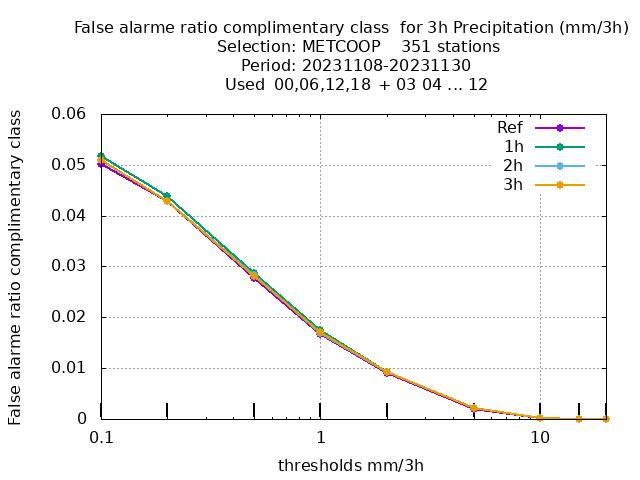 False alarme ratio complimentary class  for 3h Precipitation (mm/3h)
Selection: METCOOP    351 stations
Period: 20231108-20231130
Used  00,06,12,18 + 03 04 ... 12
False alarme ratio complimentary class
0.06
0.05
0.04
0.03
0.02
0.01
0
Ref
1h
2h
3h
0.1
1
10
thresholds mm/3h